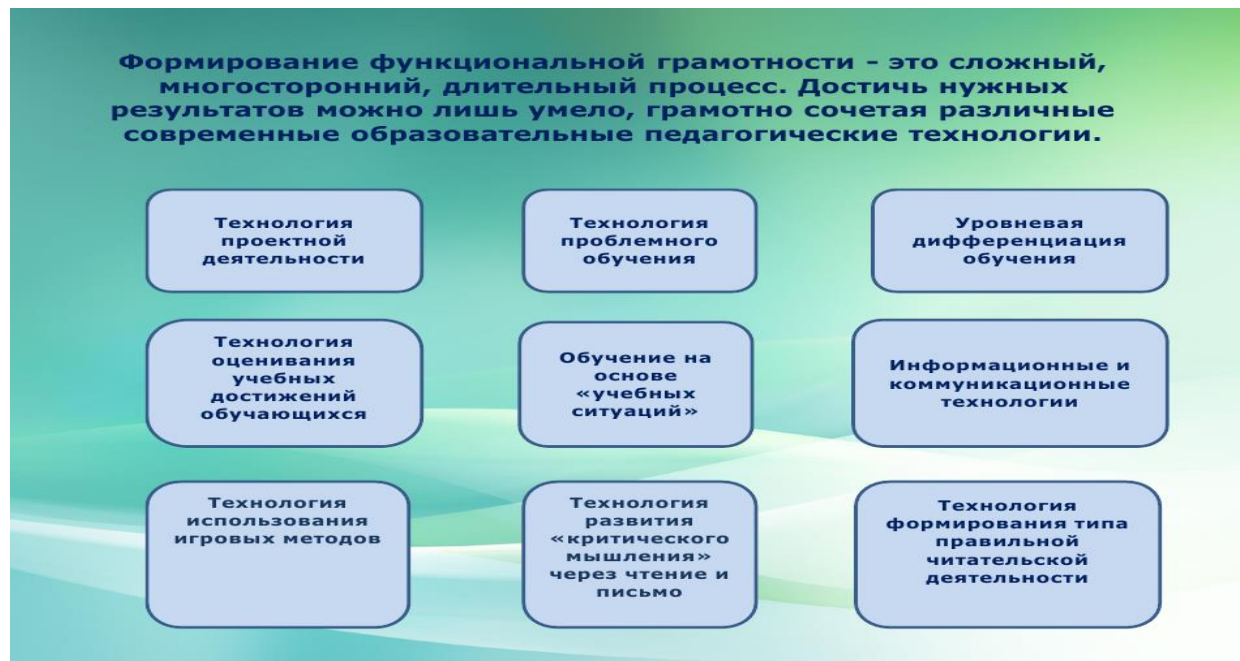 Формирование функциональной грамотности - это сложный,
многосторонний, длительный процесс. Достичь нужных
результатов можно лишь умело, грамотно сочетая различные
современные образовательные педагогические технологии.
Технология
проектной
деятельности
Технология
проблемного
обучения
Уровневая
дифференциация
обучения
Технология
оценивания
учебных
достижений
обучающихся
Обучение на
основе
«учебных
ситуаций»
Информационные и
коммуникационные
технологии
Технология
использования
игровых методов
Технология
развития
«критического
мышления»
через чтение и
письмо
Технология
формирования типа
правильной
читательской
деятельности